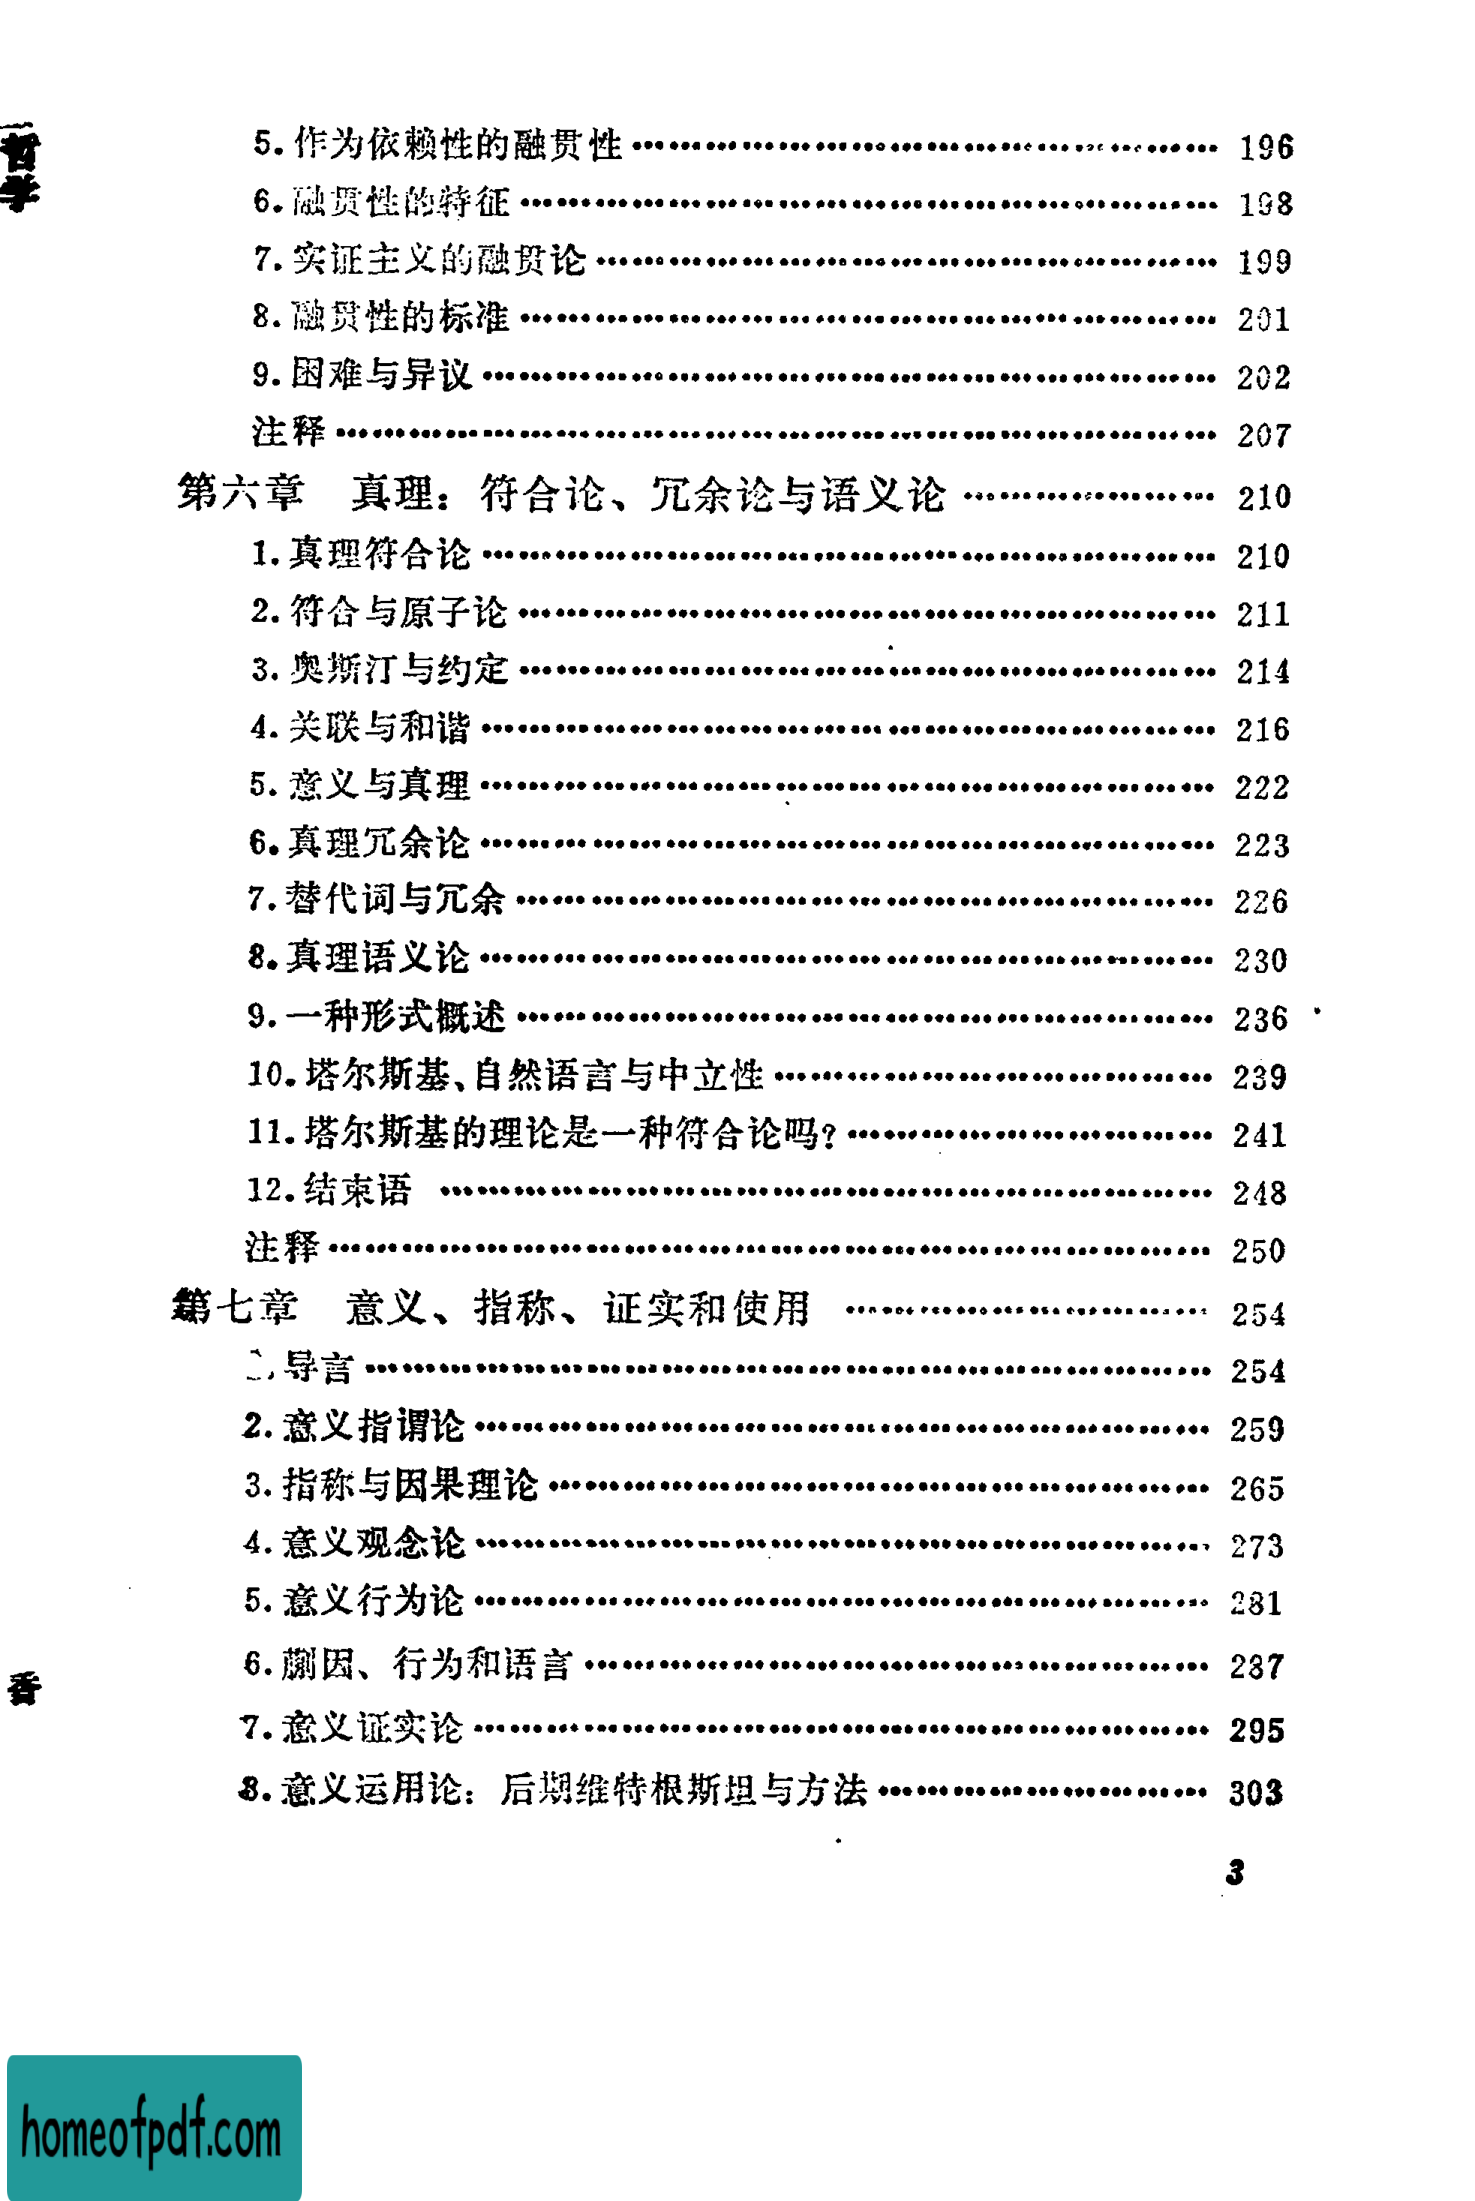 5.作为依赖性的融贯性……196
6.融贯性的特征……198
7.实证主义的融贯论……199
8.融贯性的标准……201
9.困难与异议……202
注释……207
第六章 真理：符合论、冗余论与语义论……210
1.真理符合论……210
2.符合与原子论……211
3.奥斯汀与约定……214
4.关联与和谐……216
5.意义与真理……222
6.真理冗余论……223
7.替代词与冗余……226
8.真理语义论……230
9.一种形式概述……236
10.塔尔斯基、自然语言与中立性……239
11.塔尔斯基的理论是一种符合论吗？……241
12.结束语……248
注释……250
第七章 意义、指称、证实和使用……254
导言……254
2.意义指谓论……259
3.指称与因果理论……265
4.意义观念论……273
5.意义行为论……281
6.因、行为和语言……287
7.意义证实论……295
8.意义运用论：后期维特根斯坦与方法……303
3
homeofpdf.com